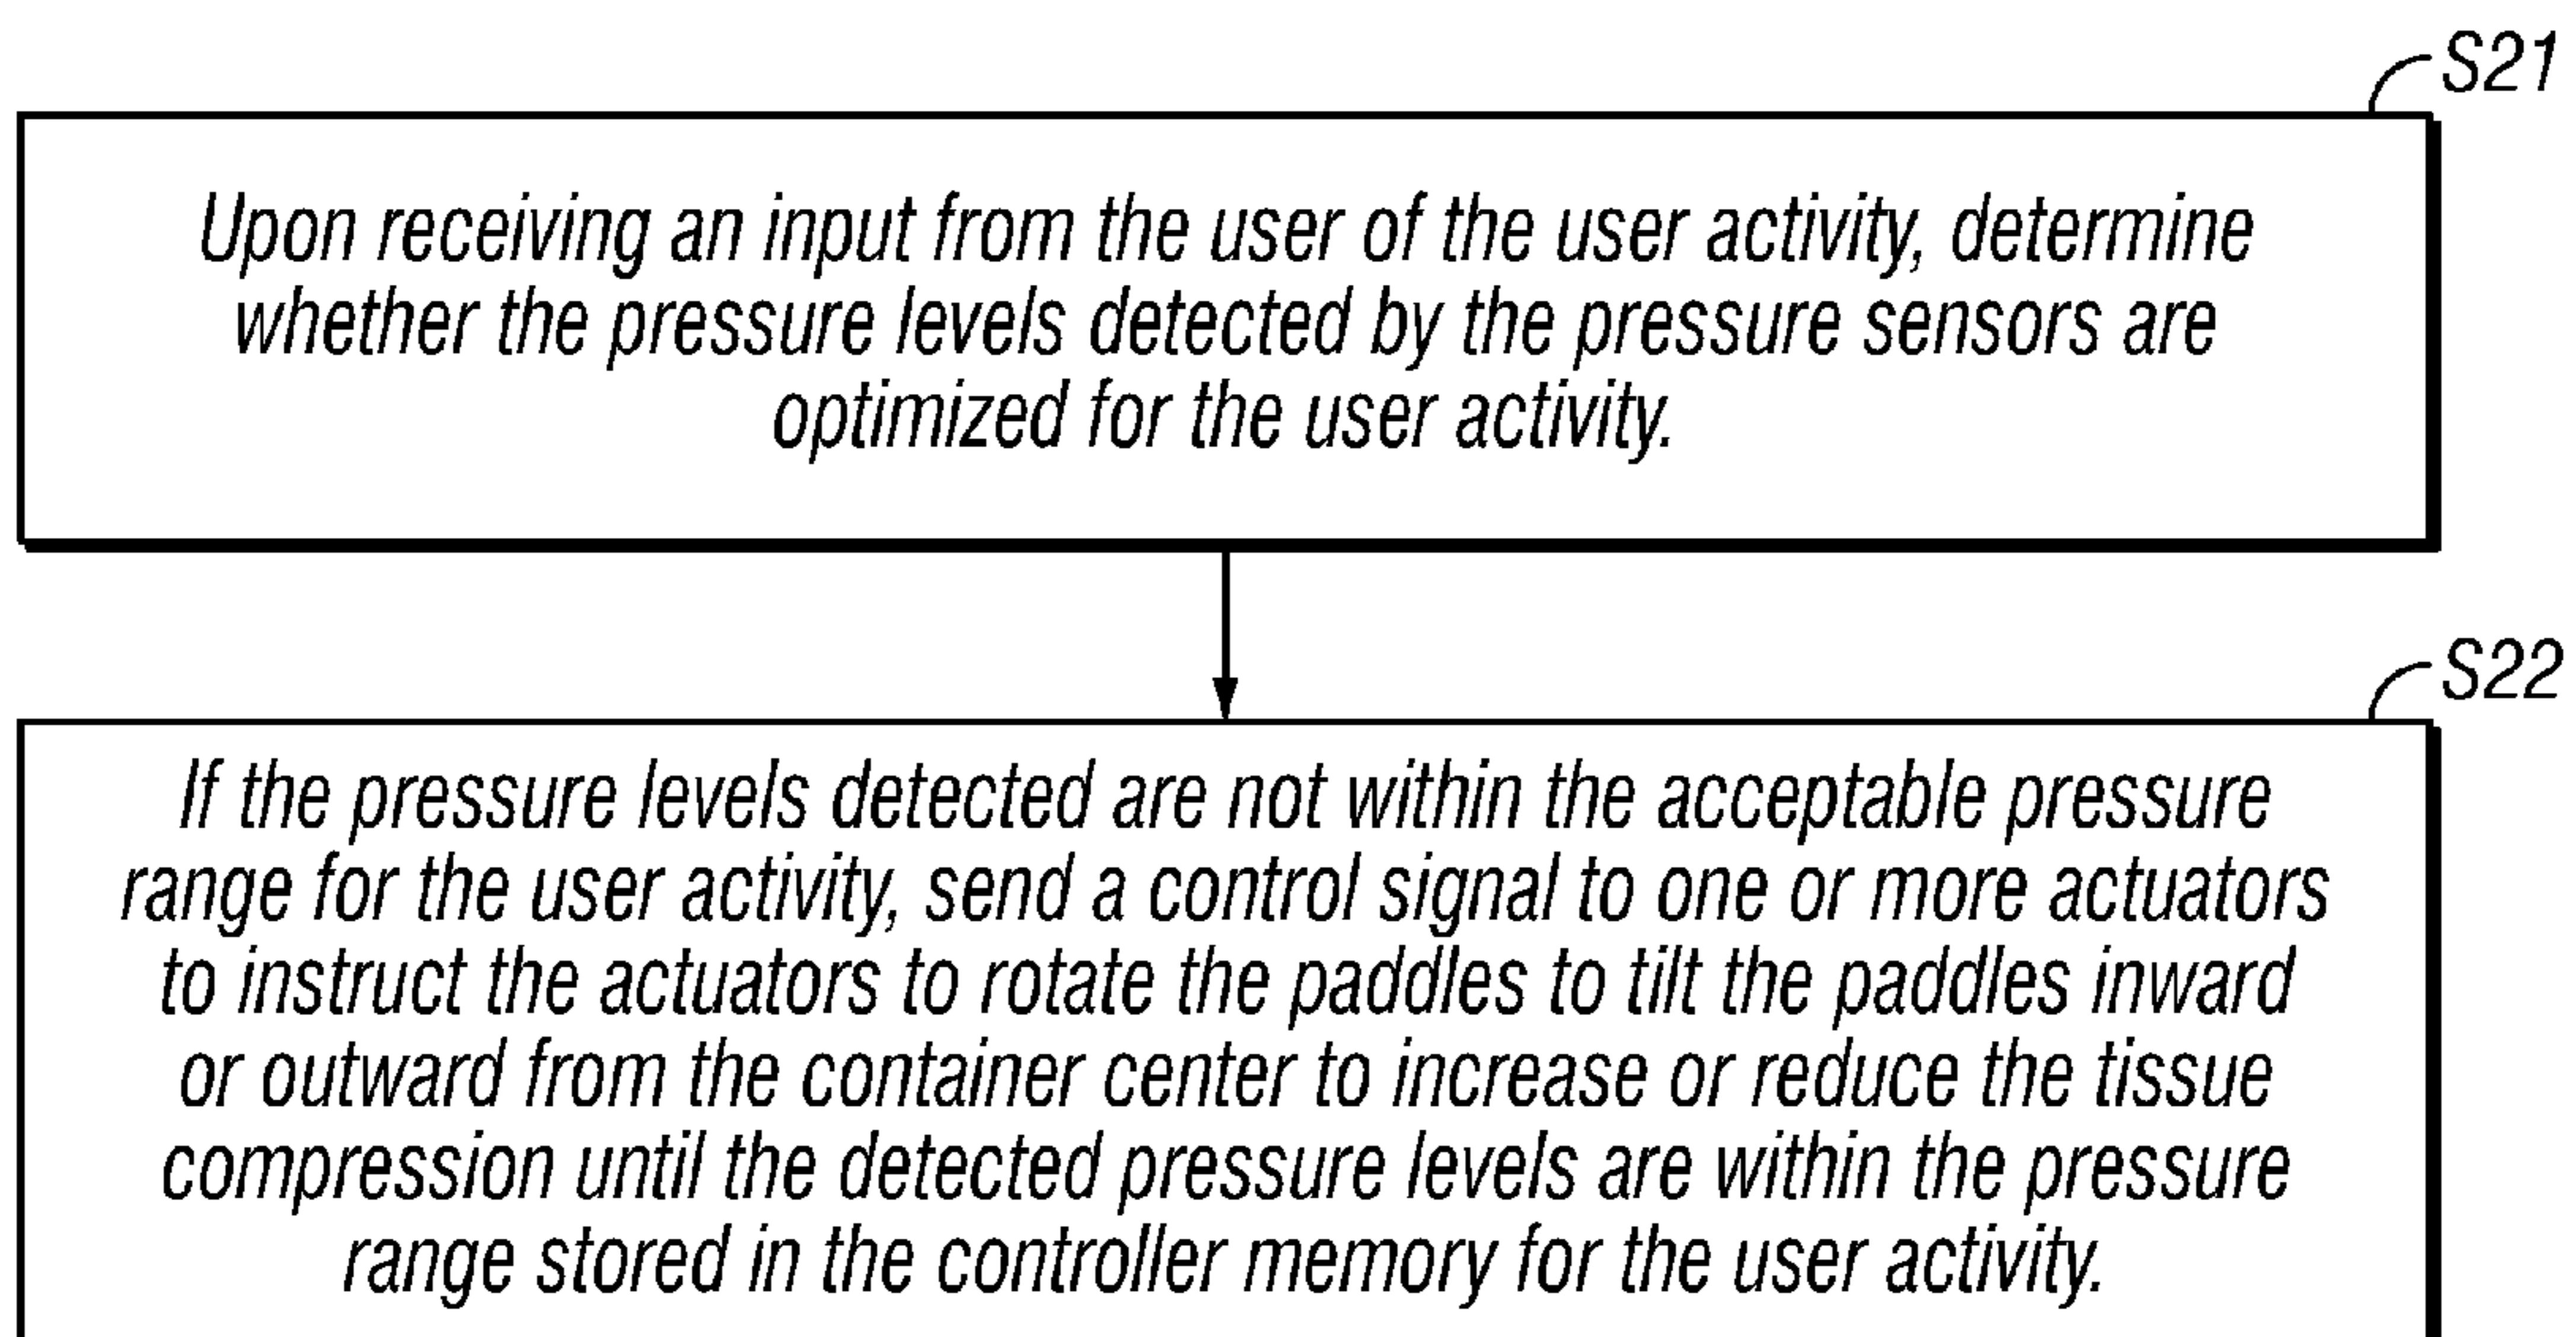 S21
Upon receiving an input from the user of the user activity, determine
whether the pressure levels detected by the pressure sensors are
optimized for the user activity.
S22
If the pressure levels detected are not within the acceptable pressure
range for the user activity, send a control signal to one or more actuators
to instruct the actuators to rotate the paddles to tilt the paddles inward
or outward from the container center to increase or reduce the tissue
compression until the detected pressure levels are within the pressure
range stored in the controller memory for the user activity.